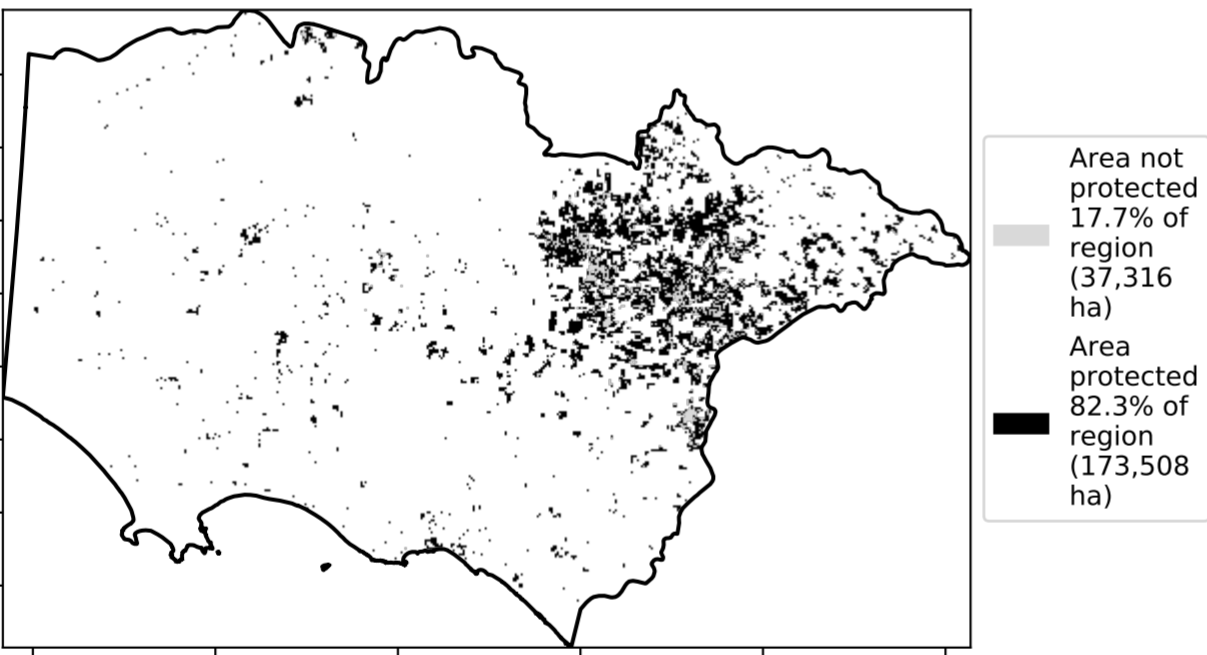 Area not
protected
17.7% of
region
(37,316
ha)
Area
protected
82.3% of
region
(173,508
ha)